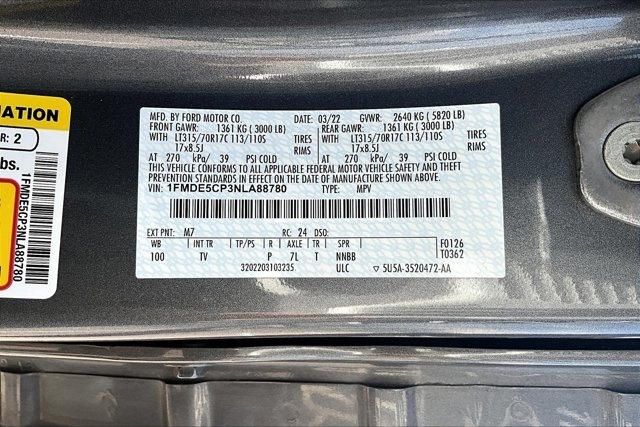 UATION
R: 2
bs.
1FMDE5CP3NLA88780
MFD. BY FORD MOTOR CO. 03/22 GVWR: 2640 KG ( 5820 LB)
FRONT GAWR: 1361 KG ( 3000 LB) REAR GAWR: 1361 KG ( 3000 LB)
WITH LT315/70R17C 113/110S TIRES WITH LT315/70R17C 113/110S TIRES
17x8.5J RIMS 17x8.5J RIMS
AT 270 kPa/ 39 PSI COLD AT 270 kPa/ 39 PSI COLD
THIS VEHICLE CONFORMS TO ALL APPLICABLE FEDERAL MOTOR VEHICLE SAFETY AND THEFT
PREVENTION STANDARDS IN EFFECT ON THE DATE OF MANUFACTURE SHOWN ABOVE.
VIN: 1FMDE5CP3NLA88780 TYPE: MPV
EXT PNT: M7 RC: 24 DSO:
WB INT TR TP/PS R AXLE TR SPR F0126
100 TV P 7L T NNBB T0362
3202203103235 ULC ▽ 5U5A-3520472-AA